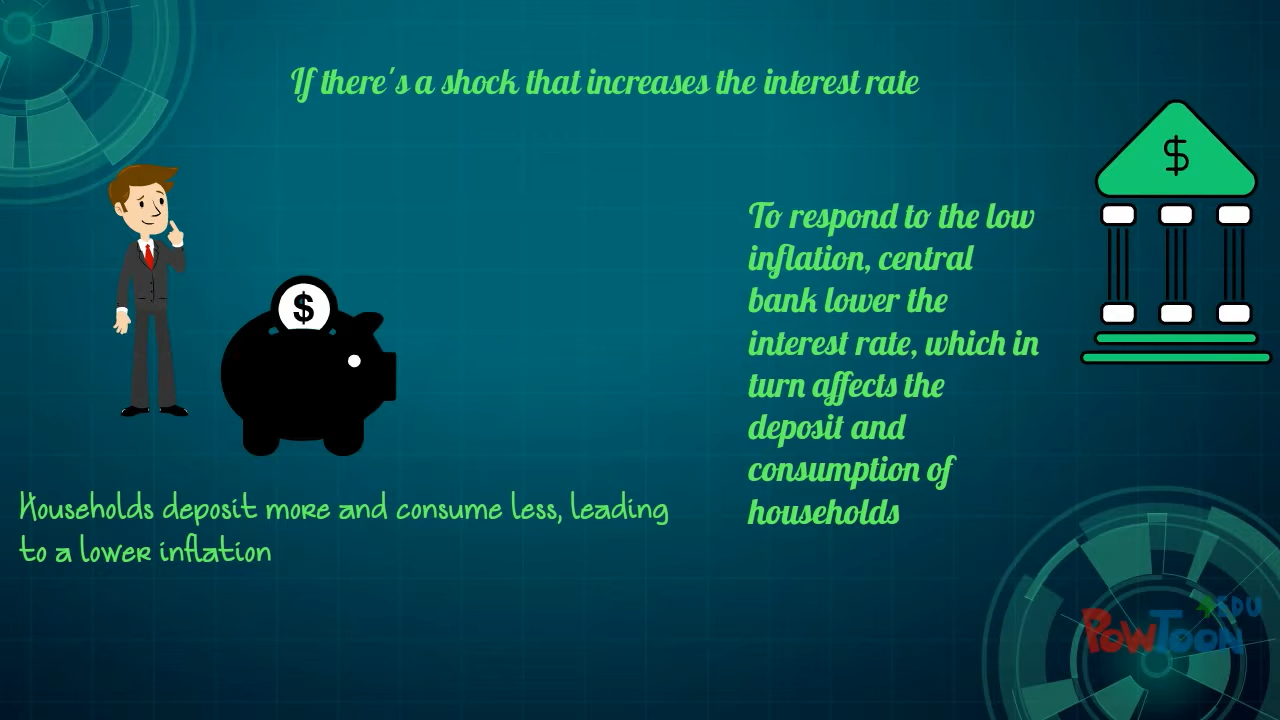 If there's a shock that increases the interest rate
$
$
To respond to the low
inflation, central
bank lower the
interest rate, which in
turn affects the
deposit and
consumption of
households
Households deposit more and consume less, leading
to a lower inflation
EDU
POWTOON